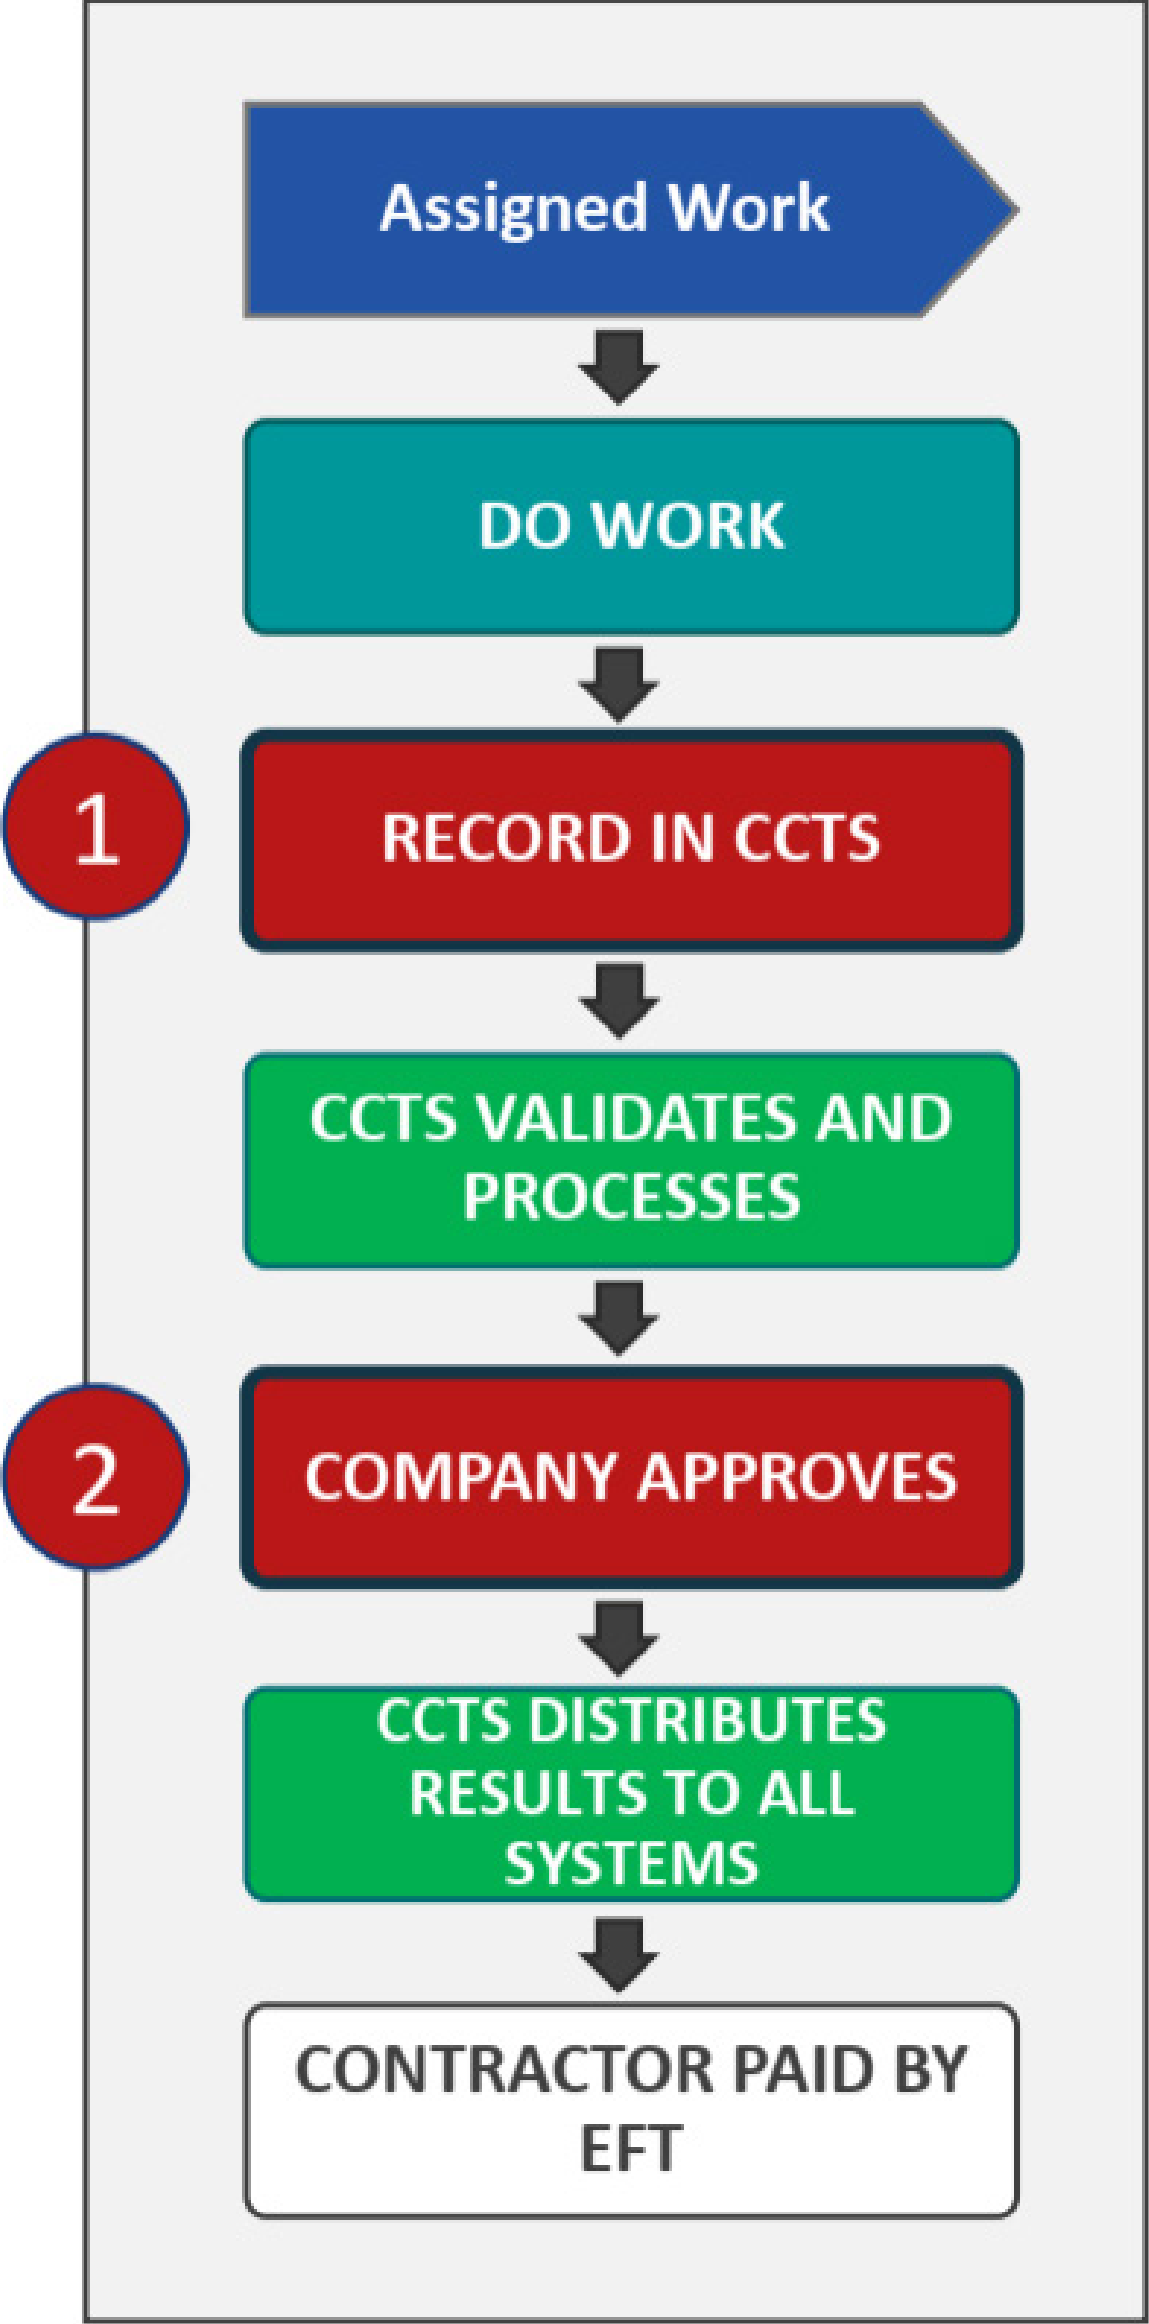 Assigned Work
DO WORK
1
RECORD IN CCTS
CCTS VALIDATES AND
PROCESSES
2
COMPANY APPROVES
CCTS DISTRIBUTES
RESULTS TO ALL
SYSTEMS
CONTRACTOR PAID BY
EFT